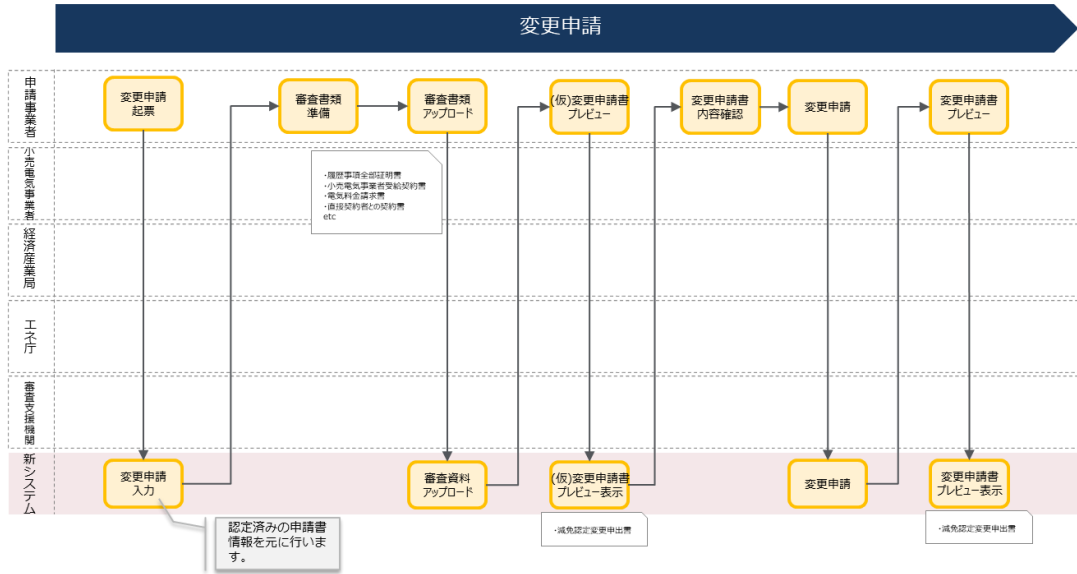 変更申請
申請事業者
変更申請
起票
審査書類
準備
審査書類
アップロード
(仮)変更申請書
プレビュー
変更申請書
内容確認
変更申請
変更申請書
プレビュー
小売電気事業者
・履歴事項全部証明書
・小売電気事業者受給契約書
・電気料金請求書
・直接契約者との契約書
etc
経済産業局
エネ庁
審査支援機関
新システム
変更申請
入力
審査資料
アップロード
(仮)変更申請書
プレビュー表示
変更申請
変更申請書
プレビュー表示
認定済みの申請書
情報を元に行いま
す。
・減免認定変更申出書
・減免認定変更申出書